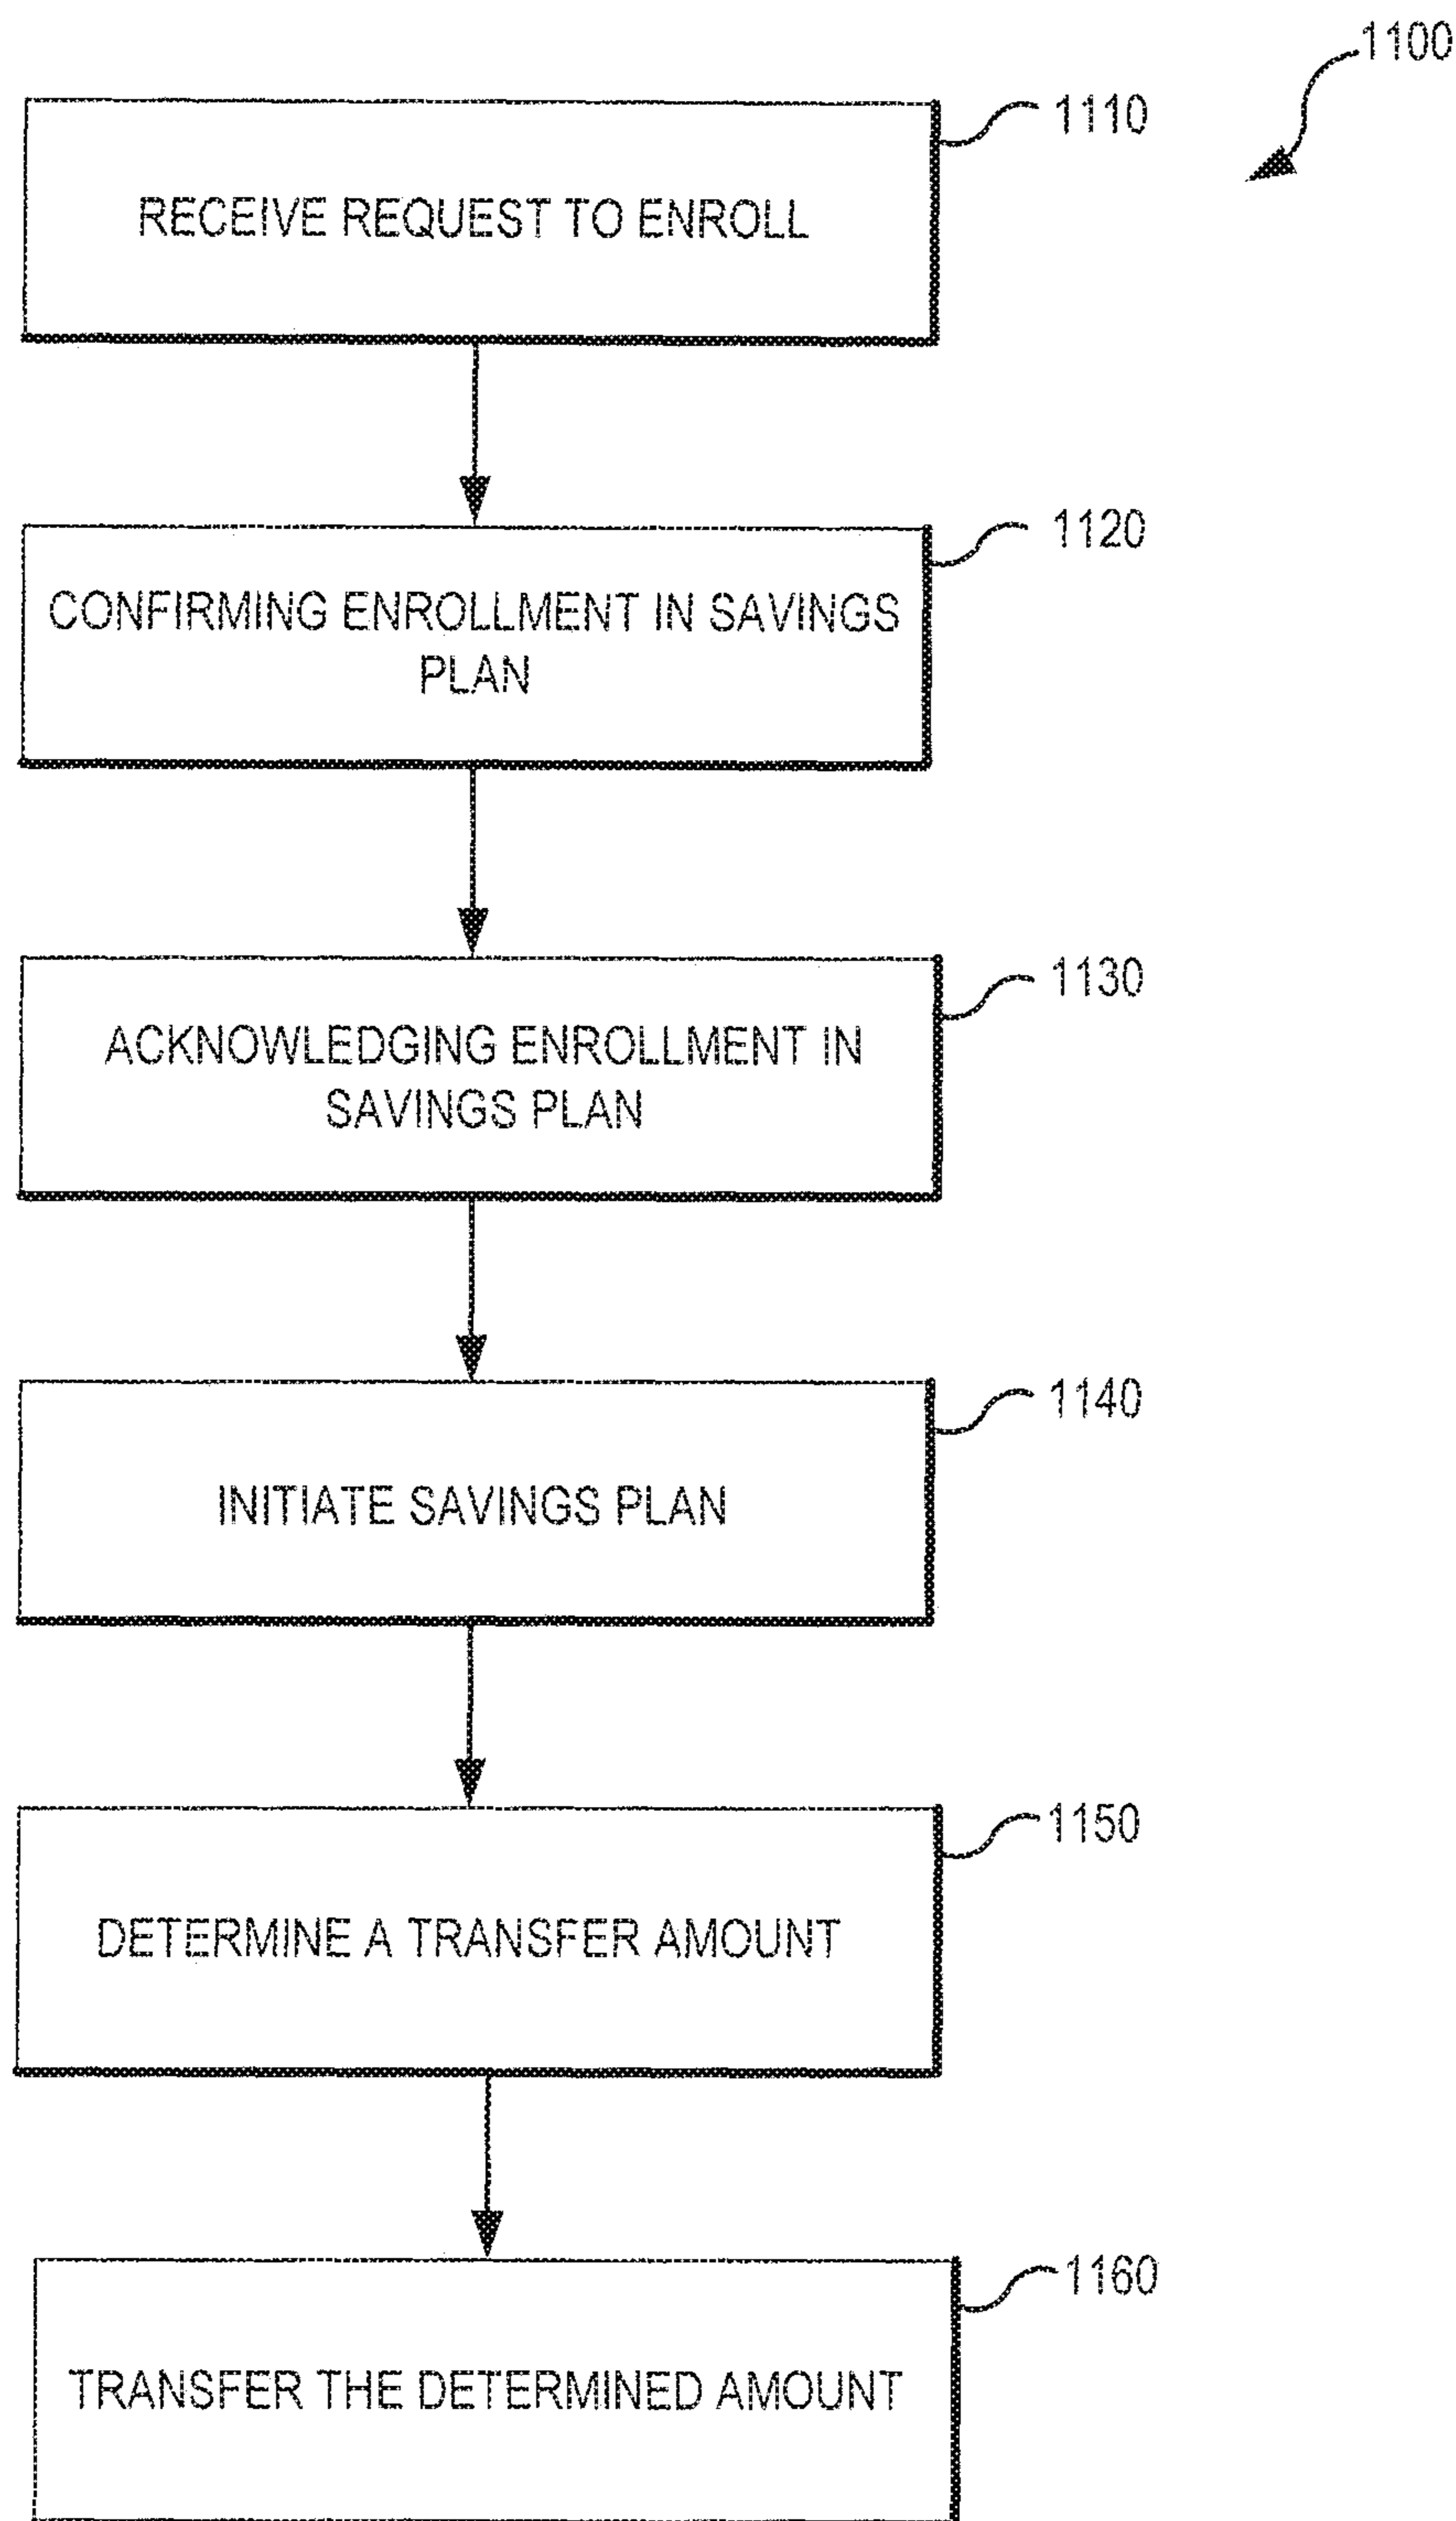 1100
1110
RECEIVE REQUEST TO ENROLL
1120
CONFIRMING ENROLLMENT IN SAVINGS
PLAN
1130
ACKNOWLEDGING ENROLLMENT IN
SAVINGS PLAN
1140
INITIATE SAVINGS PLAN
1150
DETERMINE A TRANSFER AMOUNT
1160
TRANSFER THE DETERMINED AMOUNT